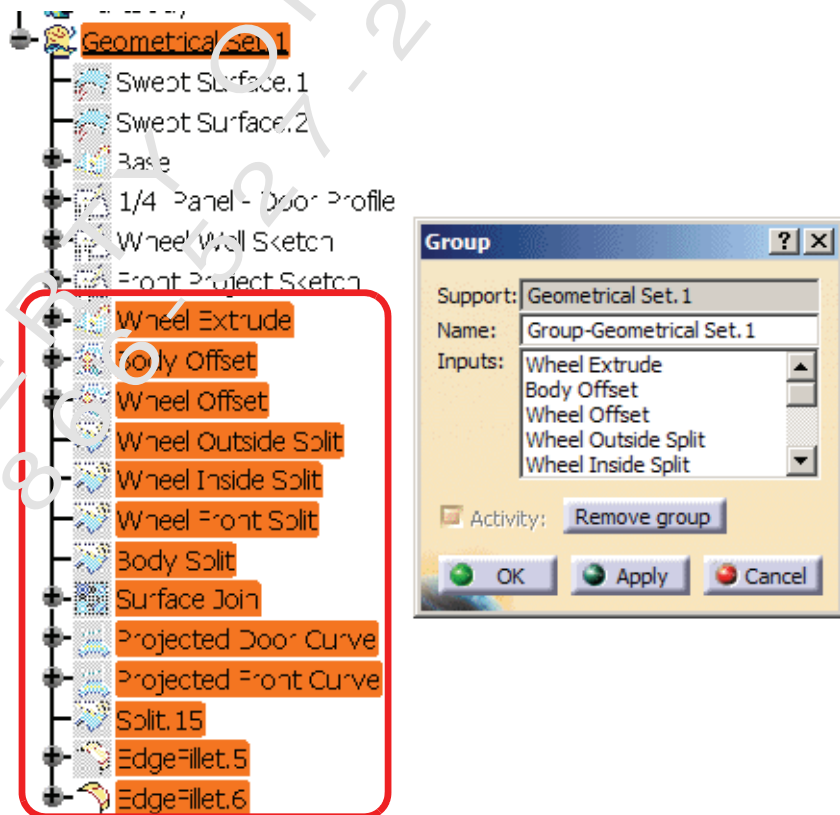 Geometrical Set.1
Swept Surface.1
Swept Surface.2
Base
1/4 Panel - Door Profile
Wheel Well Sketch
Front Project Sketch
Wheel Extrude
Body Offset
Wheel Offset
Wheel Outside Split
Wheel Inside Split
Wheel Front Split
Body Split
Surface Join
Projected Door Curve
Projected Front Curve
Split.15
EdgeFillet.5
EdgeFillet.6
Group
Support: Geometrical Set.1
Name: Group-Geometrical Set.1
Inputs: Wheel Extrude
Body Offset
Wheel Offset
Wheel Outside Split
Wheel Inside Split
Activity: Remove group
OK Apply Cancel